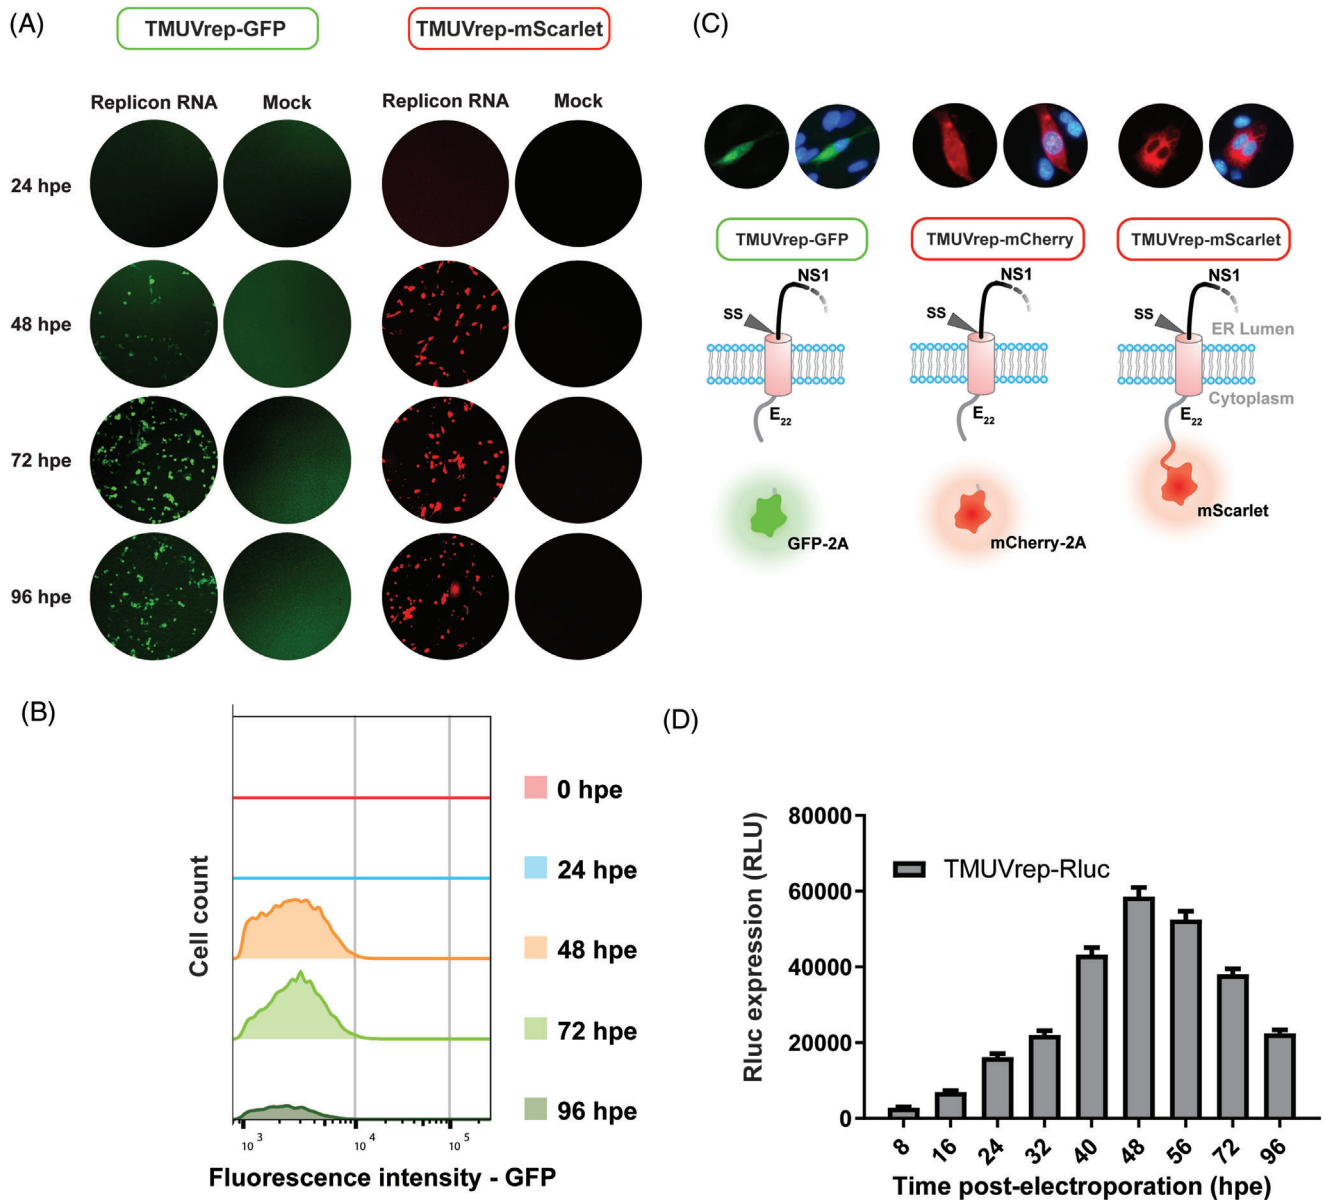 (A)
TMUVrep-GFP
TMUVrep-mScarlet
Replicon RNA
Mock
Replicon RNA
Mock
24 hpe
48 hpe
72 hpe
96 hpe
(C)
TMUVrep-GFP
TMUVrep-mCherry
TMUVrep-mScarlet
NS1
NS1
NS1
SS
SS
SS
ER Lumen
Cytoplasm
E22
E22
E22
GFP-2A
mCherry-2A
mScarlet
(B)
Cell count
0 hpe
24 hpe
48 hpe
72 hpe
96 hpe
10 3
10 4
10 5
Fluorescence intensity - GFP
(D)
Rluc expression (RLU)
80000
60000
40000
20000
0
TMUVrep-Rluc
8
16
24
32
40
48
56
72
96
Time post-electroporation (hpe)